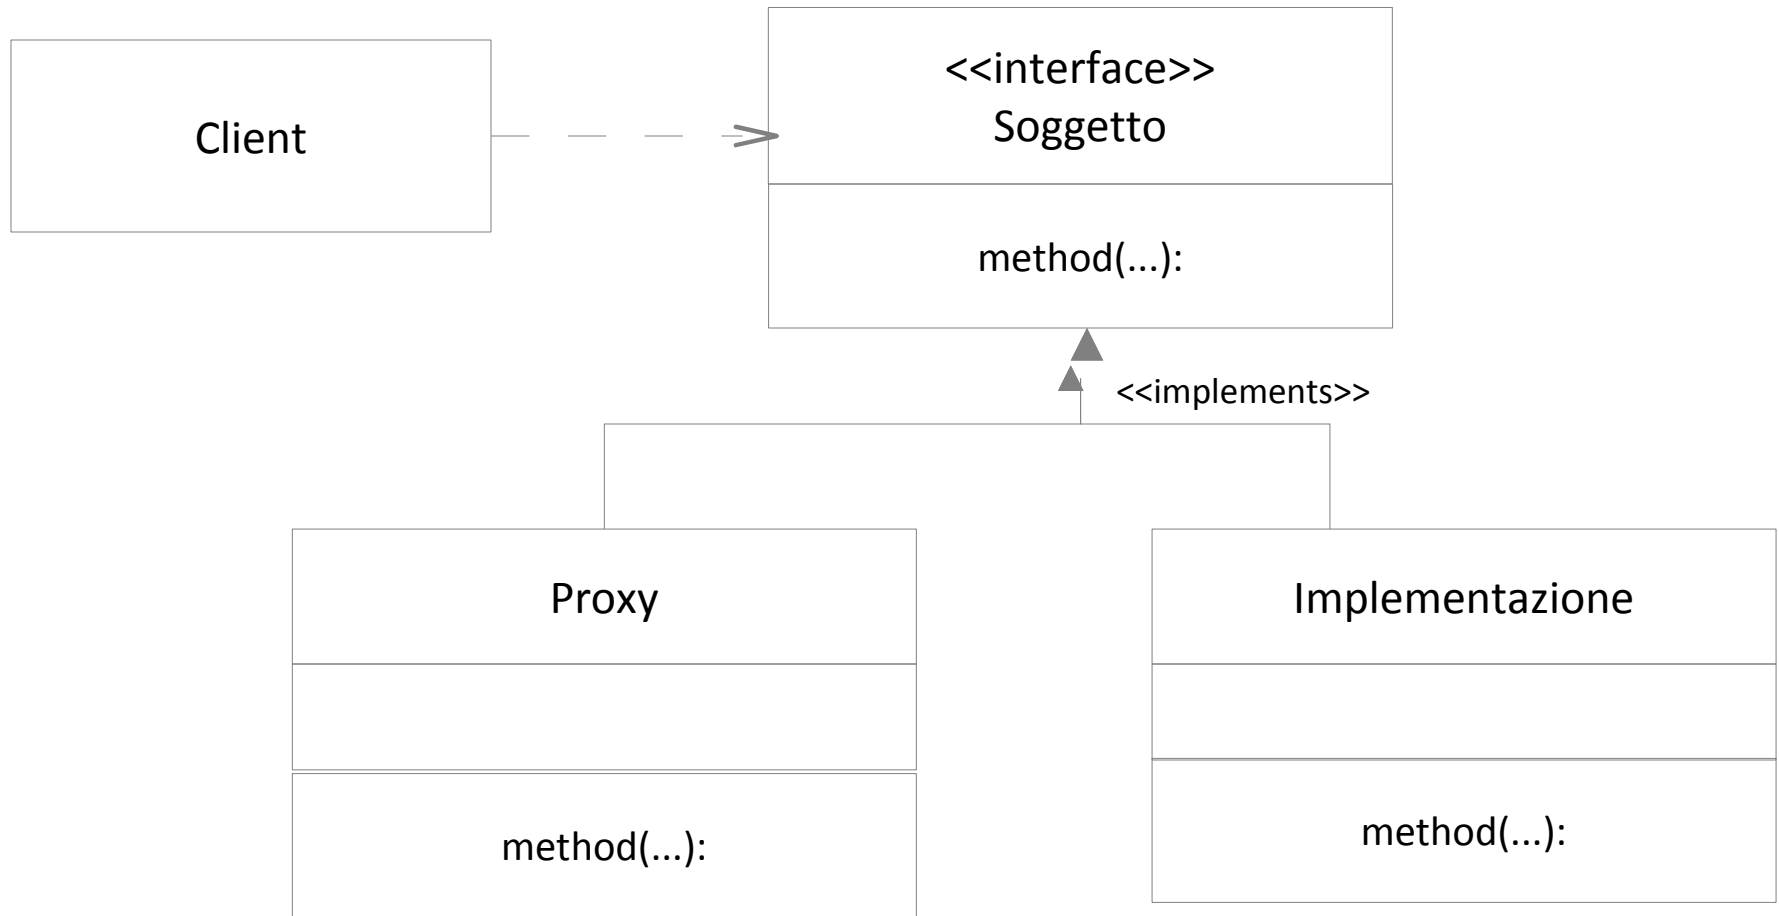 Client
<<interface>>
Soggetto
method(...):
<<implements>>
Proxy
Implementazione
method(...):
method(...):